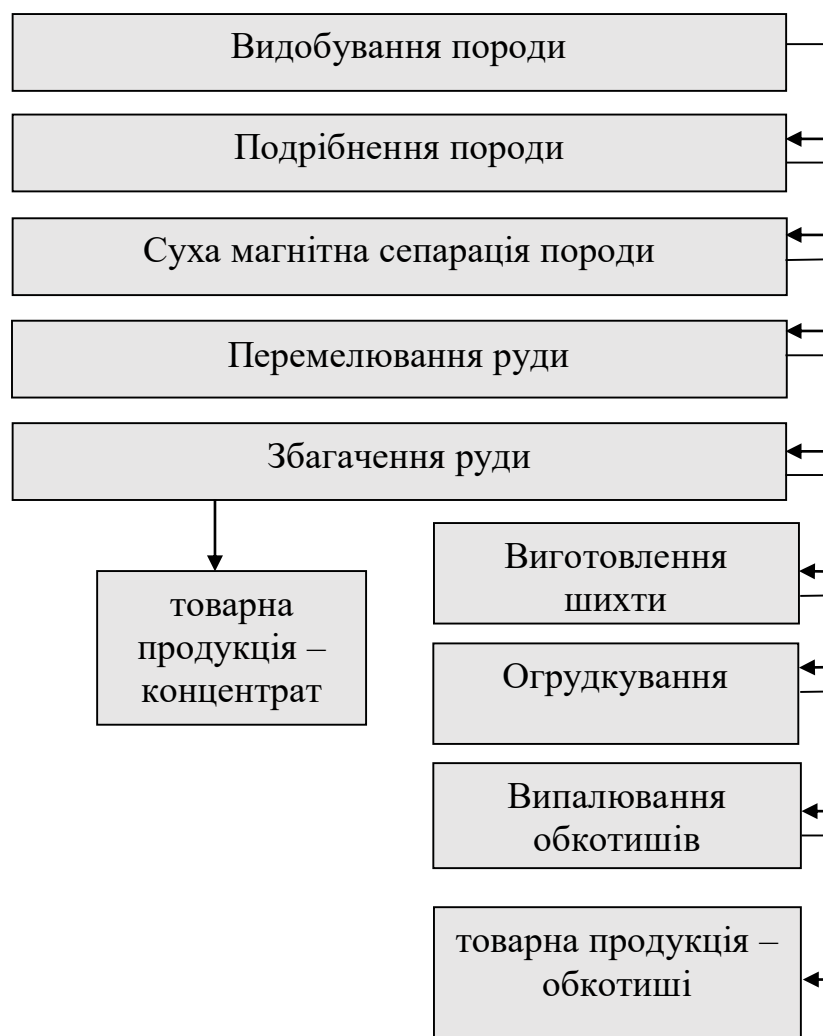 Видобування породи
Подрібнення породи
Суха магнітна сепарація породи
Перемелювання руди
Збагачення руди
товарна
продукція –
концентрат
Виготовлення
шихти
Огрудкування
Випалювання
обкотишів
товарна продукція –
обкотиші